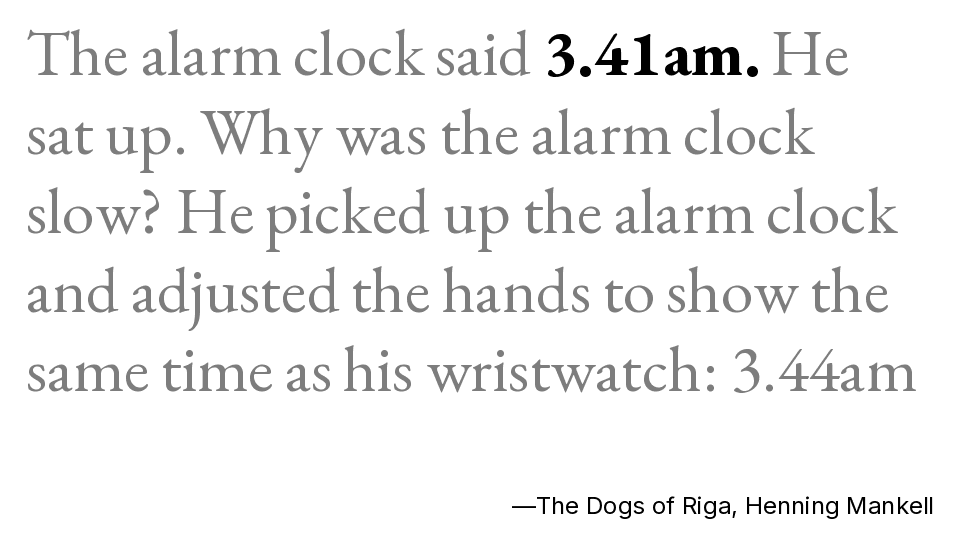 The alarm clock said 3.41am. He
sat up. Why was the alarm clock
slow? He picked up the alarm clock
and adjusted the hands to show the
same time as his wristwatch: 3.44am
—The Dogs of Riga, Henning Mankell